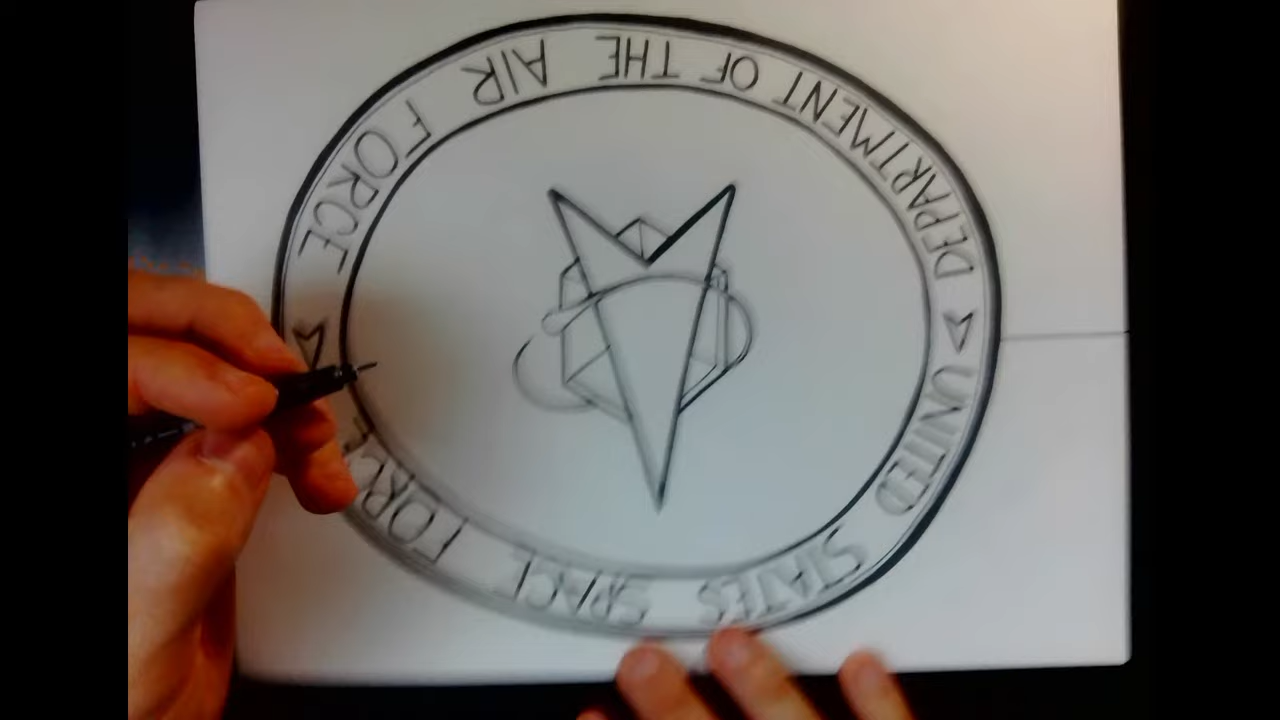 UNITED STATES SPACE FORCE
DEPARTMENT OF THE AIR FORCE